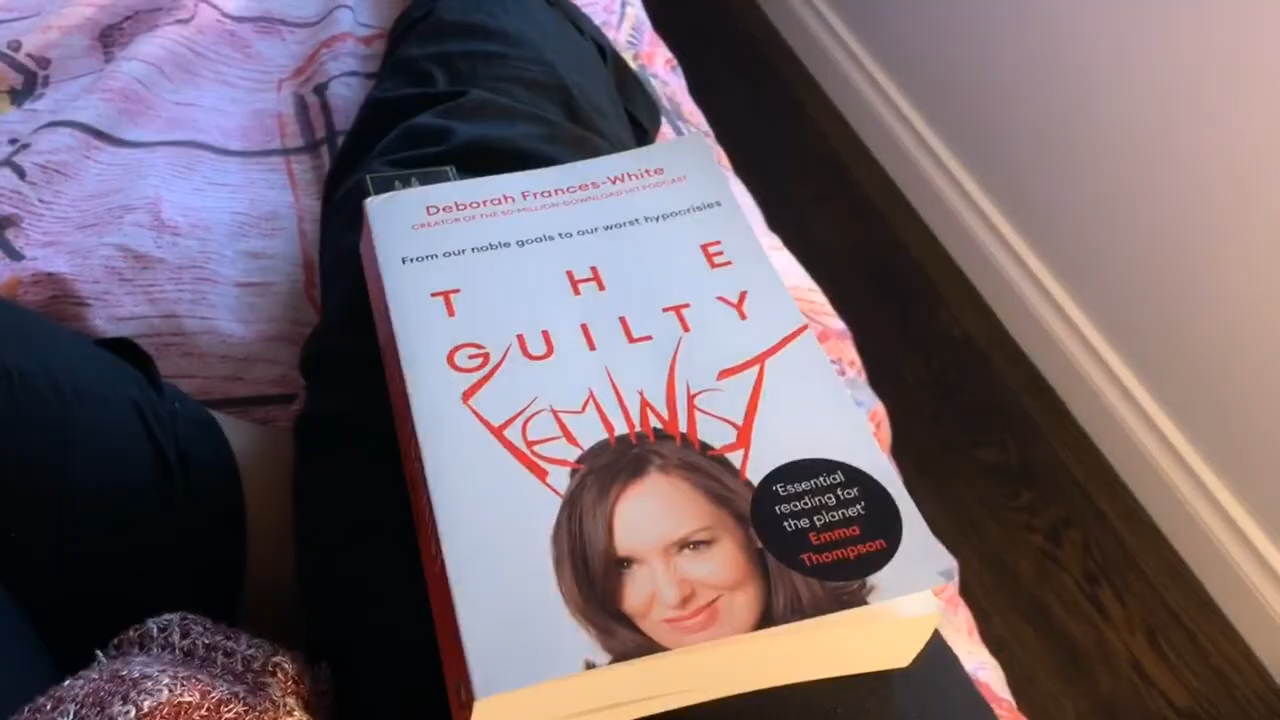 Deborah Frances-White
CREATOR OF THE 50-MILLION-DOWNLOAD HIT PODCAST
From our noble goals to our worst hypocrisies
THE
GUILTY
FEMINIST
'Essential
reading for
the planet'
Emma
Thompson